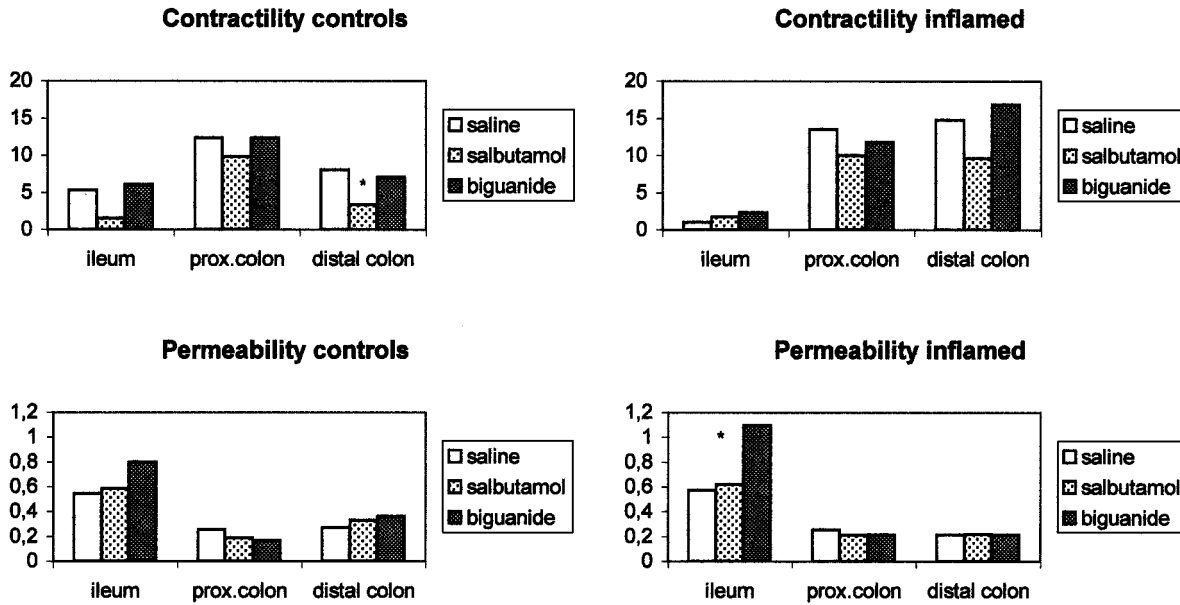 Contractility controls
20
15
10
5
0
*
ileum prox.colon distal colon
saline
salbutamol
biguanide
Contractility inflamed
20
15
10
5
0
ileum prox.colon distal colon
saline
salbutamol
biguanide
Permeability controls
1,2
1
0,8
0,6
0,4
0,2
0
ileum prox.colon distal colon
saline
salbutamol
biguanide
Permeability inflamed
1,2
1
0,8
0,6
0,4
0,2
0
*
ileum prox.colon distal colon
saline
salbutamol
biguanide